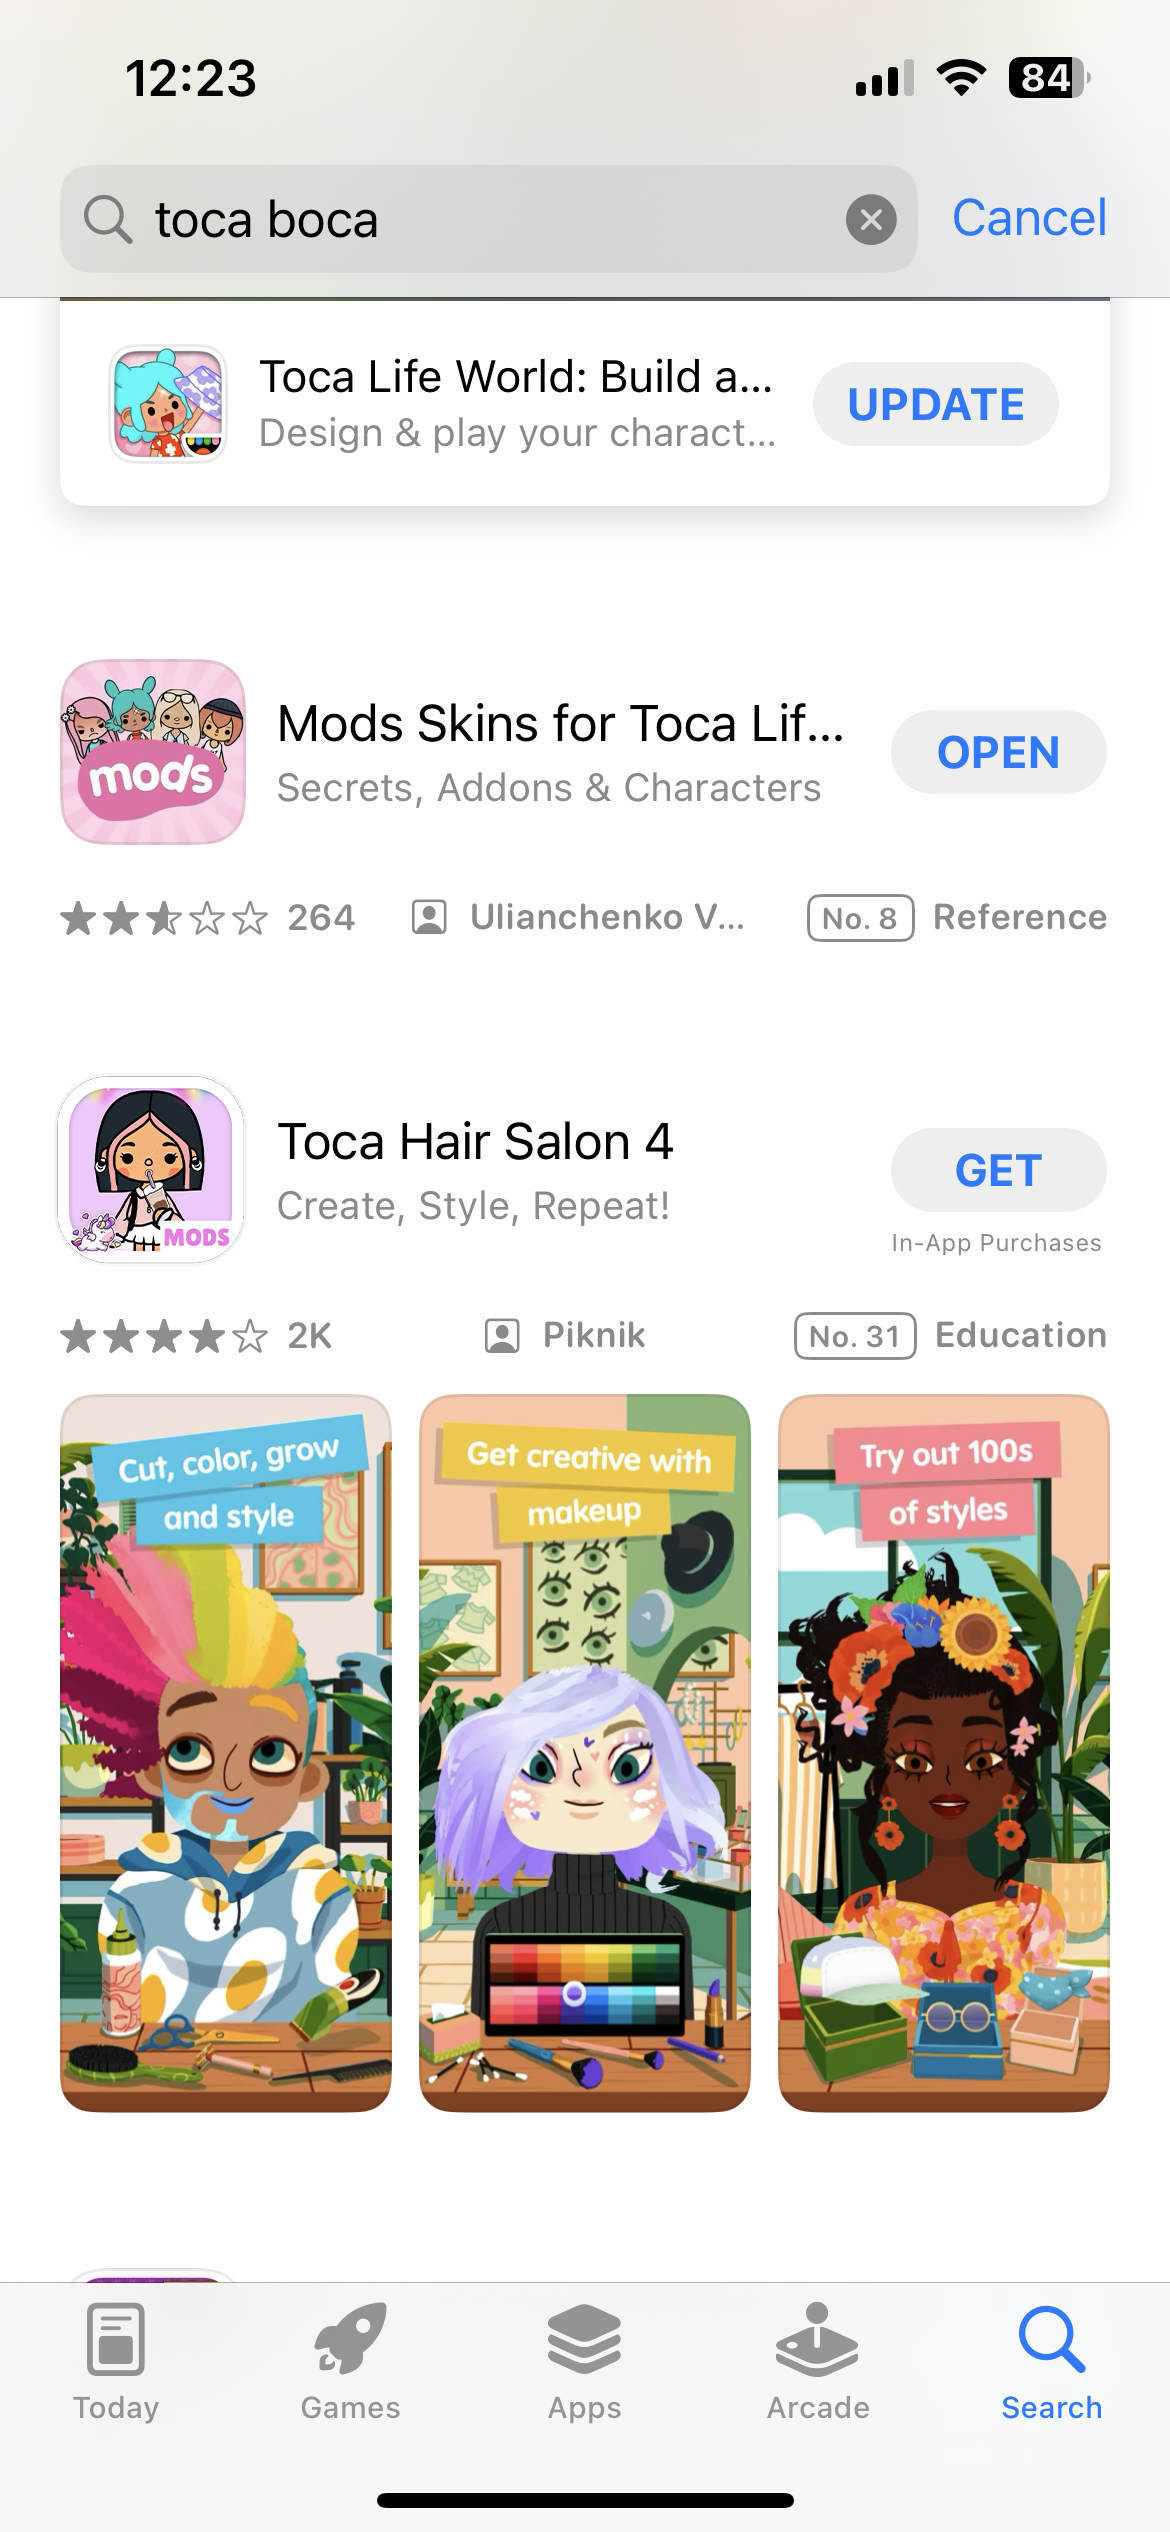 12:23
84
toca boca
Cancel
Toca Life World: Build a...
Design & play your charact...
UPDATE
mods
Mods Skins for Toca Lif...
Secrets, Addons & Characters
OPEN
264
Ulianchenko V...
No. 8
Reference
MODS
Toca Hair Salon 4
Create, Style, Repeat!
GET
In-App Purchases
2K
Piknik
No. 31
Education
Cut, color, grow
and style
Get creative with
makeup
Try out 100s
of styles
Today
Games
Apps
Arcade
Search